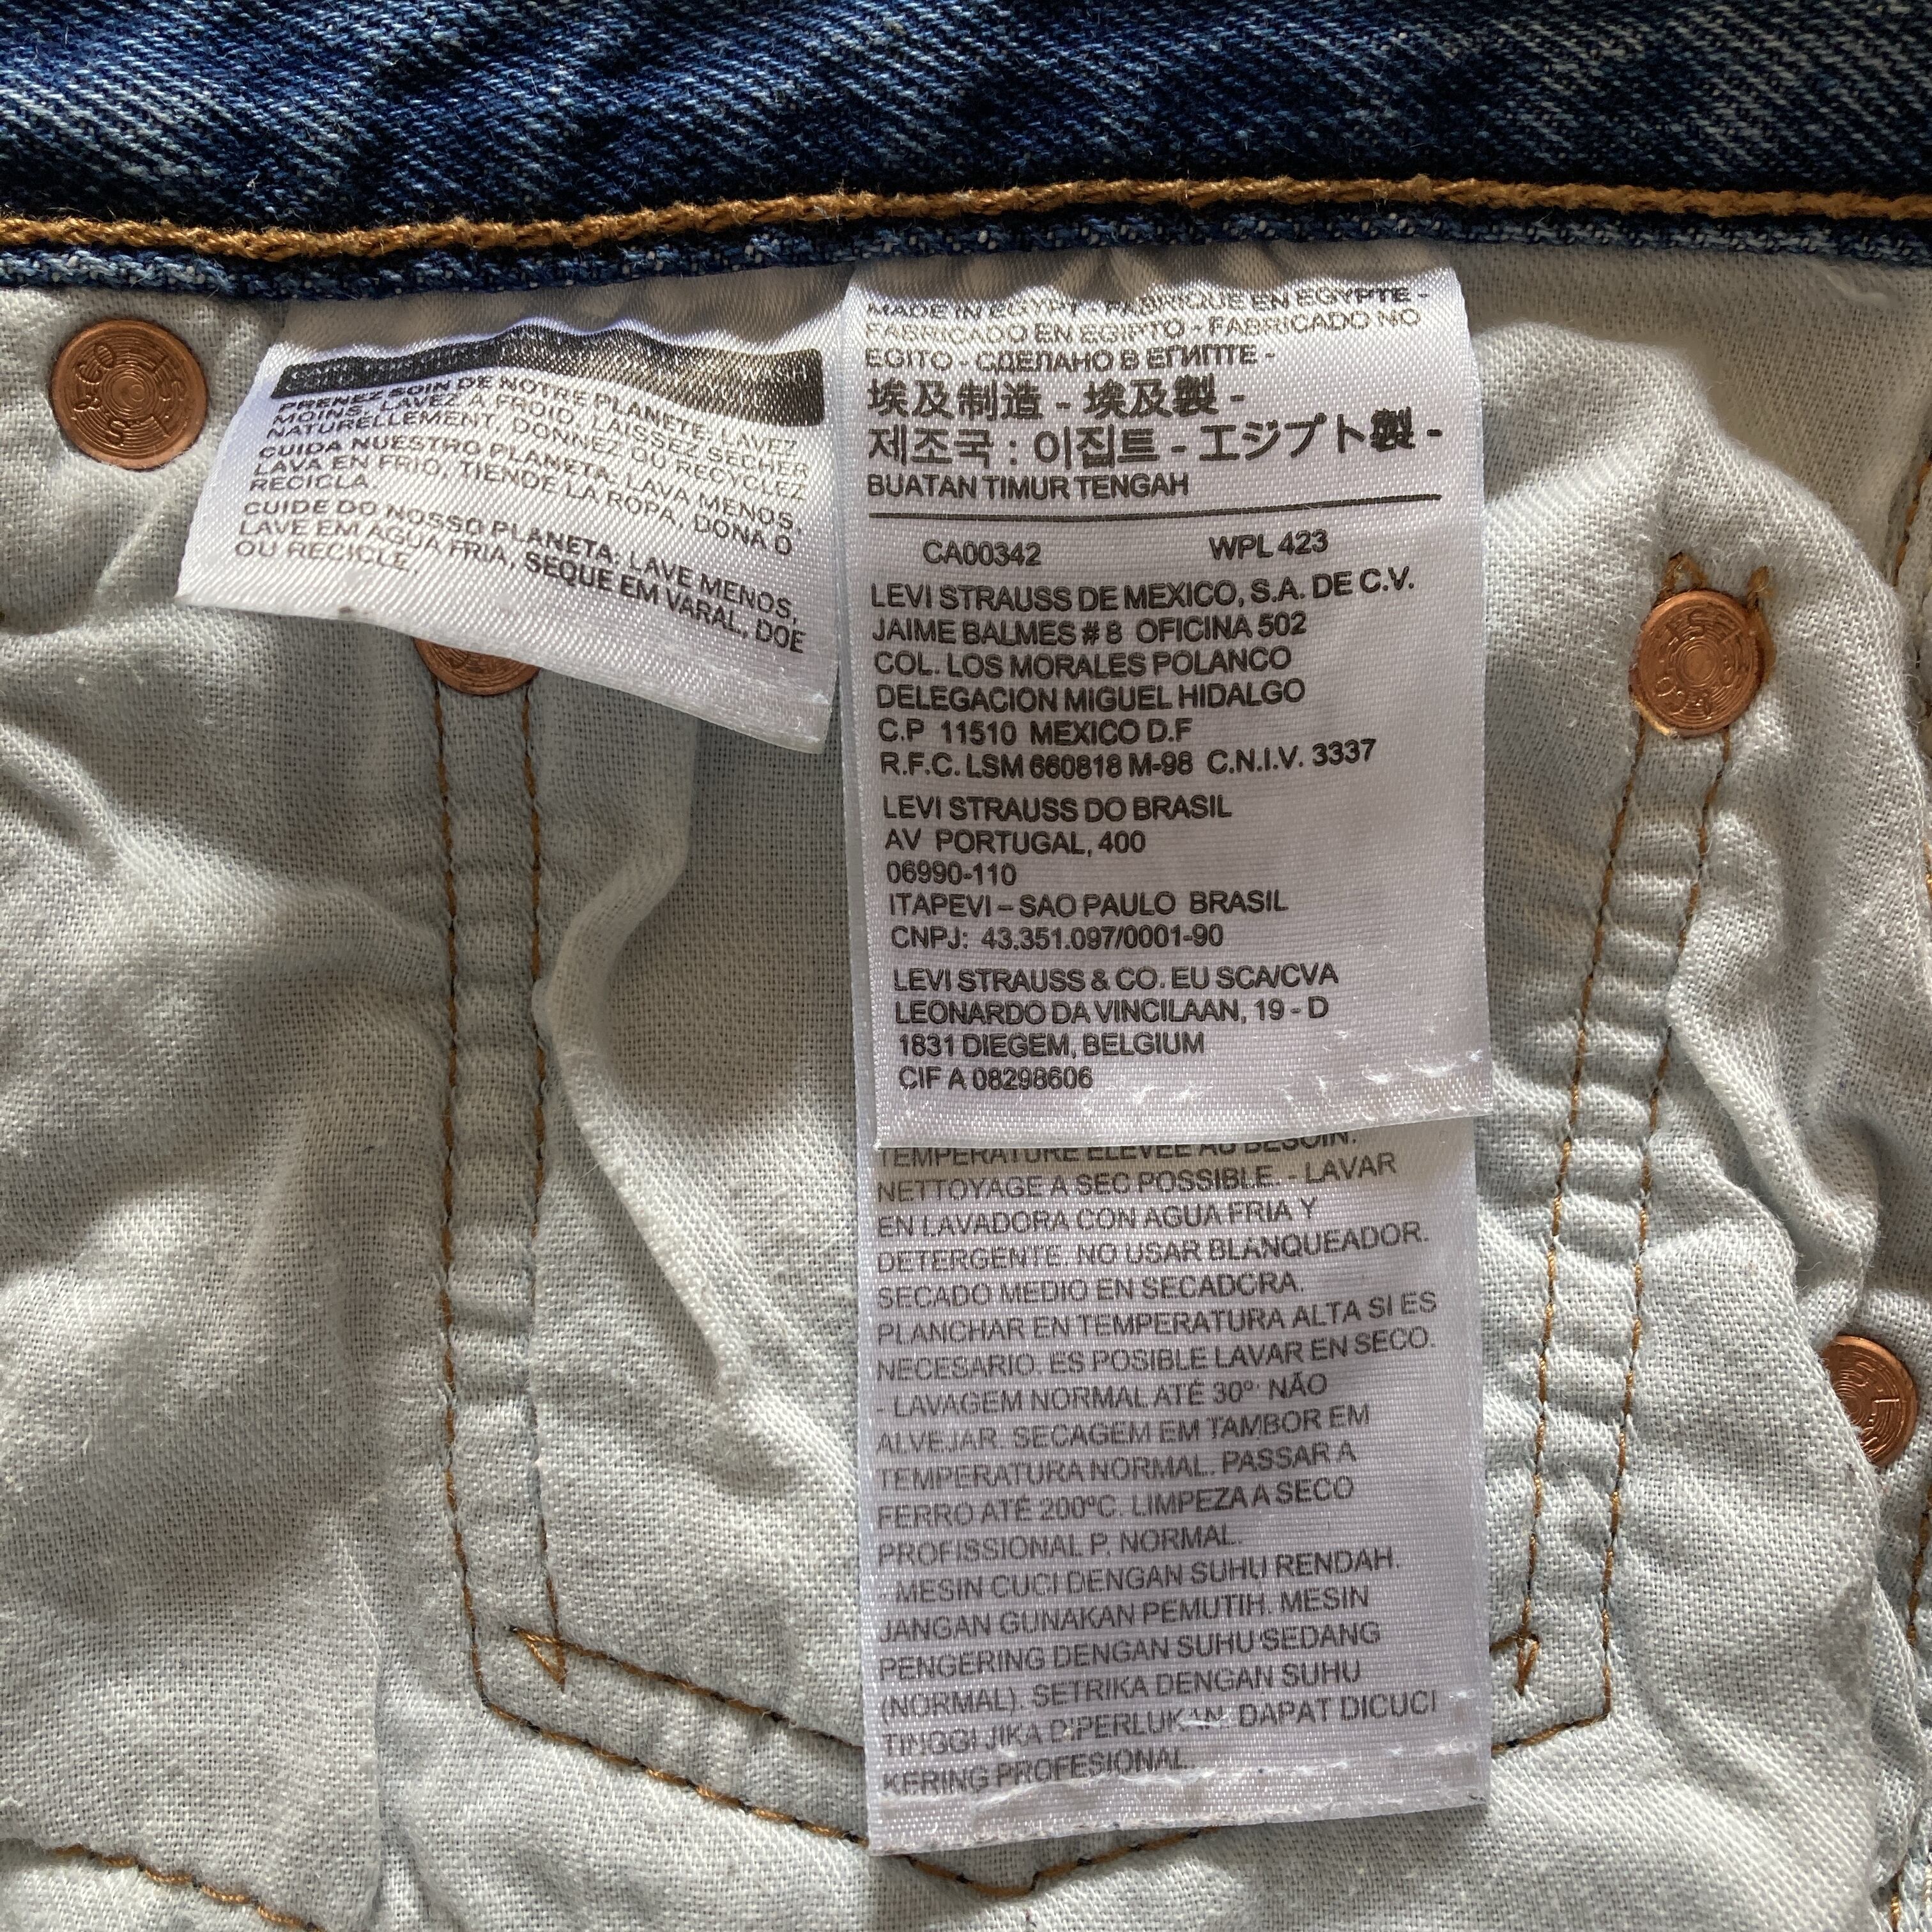 PRENEZ SOIN DE NOTRE PLANÈTE, LAVEZ
MOINS, LAVEZ À FROID, LAISSEZ SÉCHER
NATURELLEMENT, DONNEZ OU RECYCLEZ
CUIDA NUESTRO PLANETA, LAVA MENOS,
LAVA EN FRIO, TIENDE LA ROPA, DONA O
RECICLA.
CUIDE DO NOSSO PLANETA: LAVE MENOS,
LAVE EM AGUA FRIA, SEQUE EM VARAL, DOE
OU RECICLE.
MADE IN EGYPT - FABRIQUE EN EGYPTE -
FABRICADO EN EGIPTO - FABRICADO NO
EGITO - СДЕЛАНО В ЕГИПТЕ -
埃及制造 - 埃及製 -
제조국 : 이집트 - エジプト製 -
BUATAN TIMUR TENGAH
CA00342 WPL 423
LEVI STRAUSS DE MEXICO, S.A. DE C.V.
JAIME BALMES # 8 OFICINA 502
COL. LOS MORALES POLANCO
DELEGACION MIGUEL HIDALGO
C.P 11510 MEXICO D.F
R.F.C. LSM 660818 M-98 C.N.I.V. 3337
LEVI STRAUSS DO BRASIL
AV PORTUGAL, 400
06990-110
ITAPEVI – SAO PAULO BRASIL
CNPJ: 43.351.097/0001-90
LEVI STRAUSS & CO. EU SCA/CVA
LEONARDO DA VINCILAAN, 19 - D
1831 DIEGEM, BELGIUM
CIF A 08298606
TEMPERATURE ELEVEE AU BESOIN.
NETTOYAGE A SEC POSSIBLE. - LAVAR
EN LAVADORA CON AGUA FRIA Y
DETERGENTE. NO USAR BLANQUEADOR.
SECADO MEDIO EN SECADORA.
PLANCHAR EN TEMPERATURA ALTA SI ES
NECESARIO. ES POSIBLE LAVAR EN SECO.
- LAVAGEM NORMAL ATÉ 30º. NÃO
ALVEJAR. SECAGEM EM TAMBOR EM
TEMPERATURA NORMAL. PASSAR A
FERRO ATÉ 200ºC. LIMPEZA A SECO
PROFISSIONAL P. NORMAL.
- MESIN CUCI DENGAN SUHU RENDAH.
JANGAN GUNAKAN PEMUTIH. MESIN
PENGERING DENGAN SUHU SEDANG
(NORMAL). SETRIKA DENGAN SUHU
TINGGI JIKA DIPERLUKAN. DAPAT DICUCI
KERING PROFESIONAL.